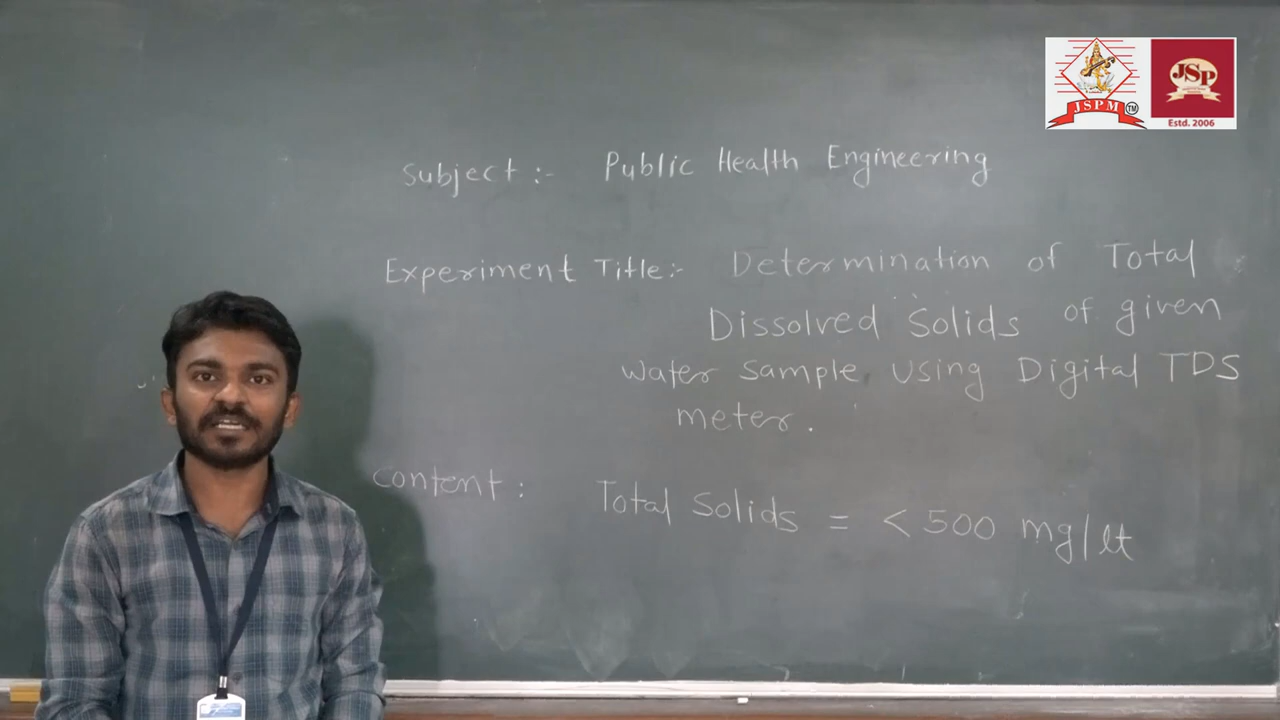 JSPM TM
JSP
Estd. 2006
Subject :- Public Health Engineering
Experiment Title:- Determination of Total
Dissolved Solids of given
water sample using Digital TDS
meter.
Content : Total Solids = < 500 mg/lt